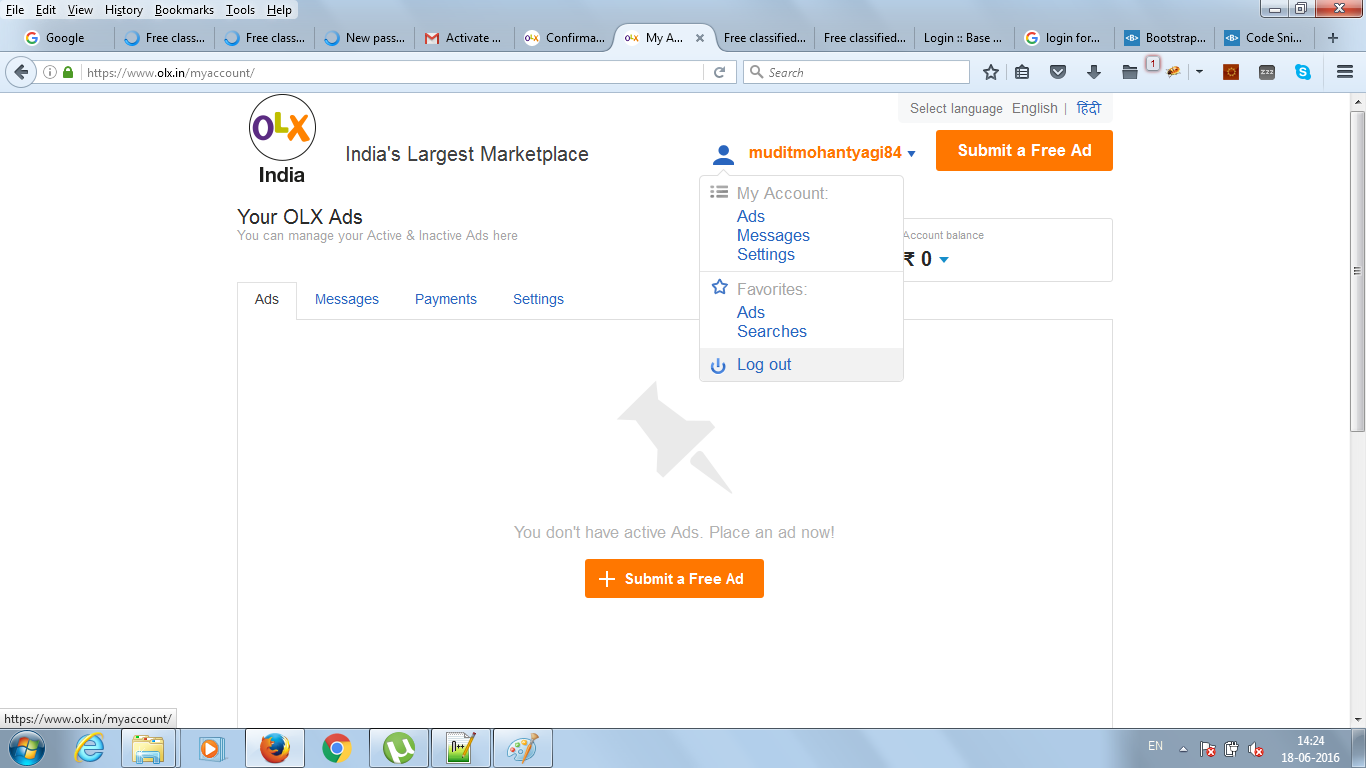 File Edit View History Bookmarks Tools Help
Google
Free class...
Free class...
New pass...
Activate ...
Confirma...
My A...
Free classified...
Free classified...
Login :: Base ...
login for...
Bootstrap...
Code Sni...
https://www.olx.in/myaccount/
Search
1
zzz
OLX
India
India's Largest Marketplace
Select language English | हिंदी
muditmohantyagi84
Submit a Free Ad
My Account:
Ads
Messages
Settings
Favorites:
Ads
Searches
Log out
Your OLX Ads
You can manage your Active & Inactive Ads here
Account balance
₹ 0
Ads Messages Payments Settings
You don't have active Ads. Place an ad now!
Submit a Free Ad
https://www.olx.in/myaccount/
EN
14:24
18-06-2016